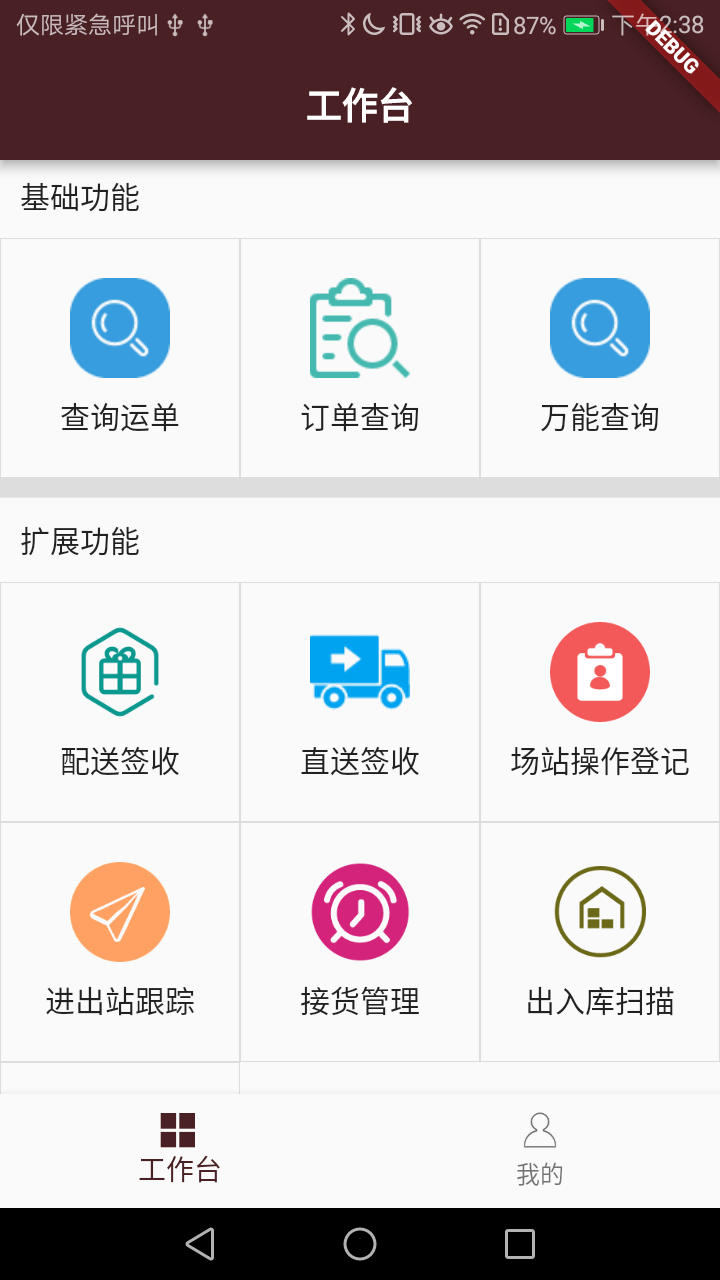 仅限紧急呼叫 87% 下午2:38
DEBUG
工作台
基础功能
查询运单 订单查询 万能查询
扩展功能
配送签收 直送签收 场站操作登记
进出站跟踪 接货管理 出入库扫描
工作台 我的